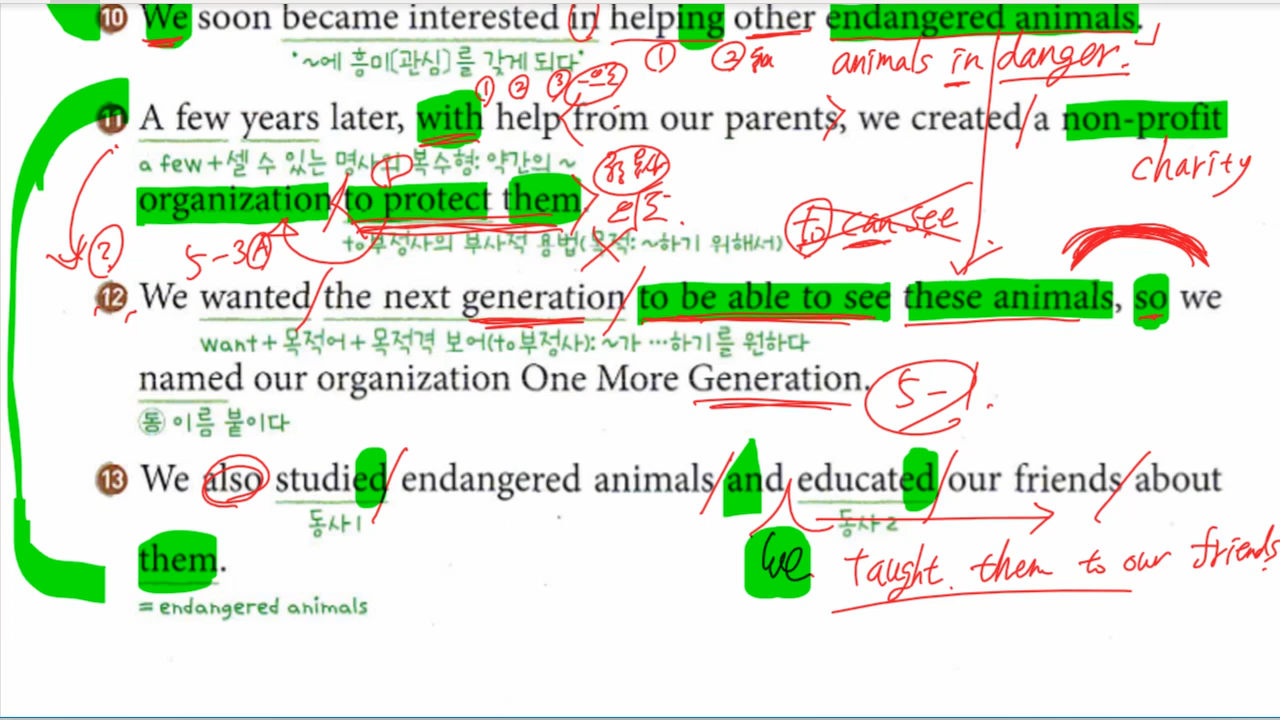 10 We soon became interested in helping other endangered animals.
~에 흥미[관심]를 갖게 되다
① ②
animals in danger.
① ② ③
11 A few years later, with help from our parents, we created a non-profit
a few +셀 수 있는 명사의 복수형: 약간의 ~
charity
organization to protect them.
to부정사의 부사적 용법(목적: ~하기 위해서)
5-3 A
to can see
②
12 We wanted the next generation to be able to see these animals, so we
want + 목적어 + 목적격 보어(to부정사): ~가 …하기를 원하다
named our organization One More Generation.
5-1.
동 이름 붙이다
13 We also studied endangered animals and educated our friends about
동사 1 동사 2
them.
We taught them to our friends
= endangered animals